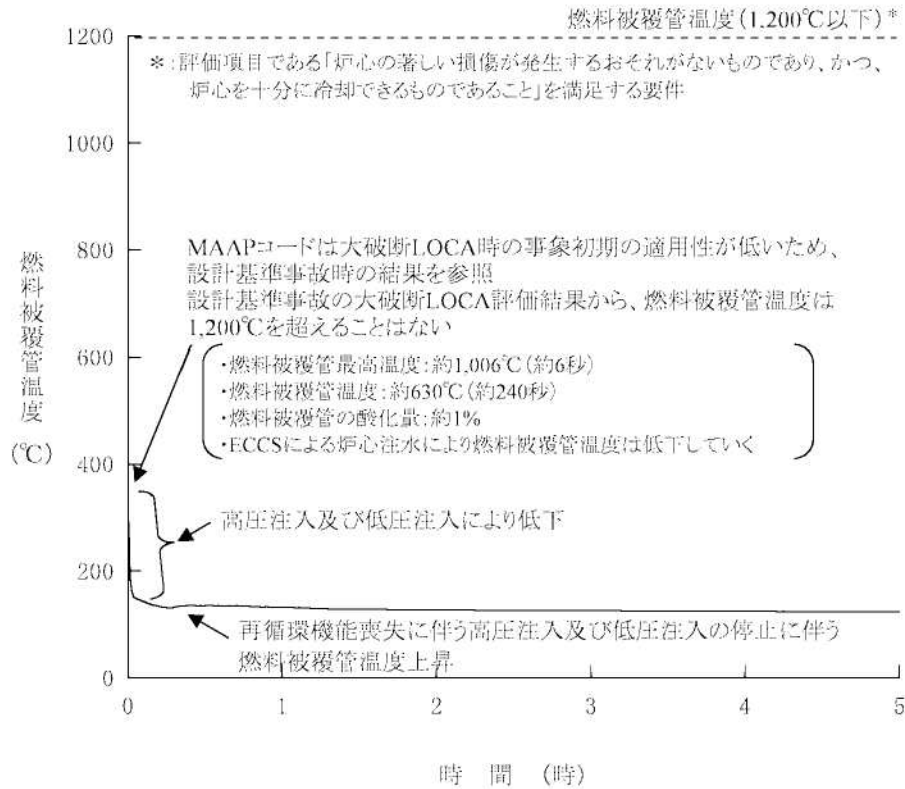 燃料被覆管温度(1,200℃以下)*
1200
*:評価項目である「炉心の著しい損傷が発生するおそれがないものであり、かつ、
炉心を十分に冷却できるものであること」を満足する要件
1000
MAAPコードは大破断LOCA時の事象初期の適用性が低いため、
800
設計基準事故時の結果を参照
設計基準事故の大破断LOCA評価結果から、燃料被覆管温度は
1,200℃を超えることはない
燃料被覆管温度
(℃)
600
・燃料被覆管最高温度:約1,006℃(約6秒)
・燃料被覆管温度:約630℃(約240秒)
・燃料被覆管の酸化量:約1%
・ECCSによる炉心注水により燃料被覆管温度は低下していく
400
高圧注入及び低圧注入により低下
200
再循環機能喪失に伴う高圧注入及び低圧注入の停止に伴う
燃料被覆管温度上昇
0
0 1 2 3 4 5
時 間 (時)